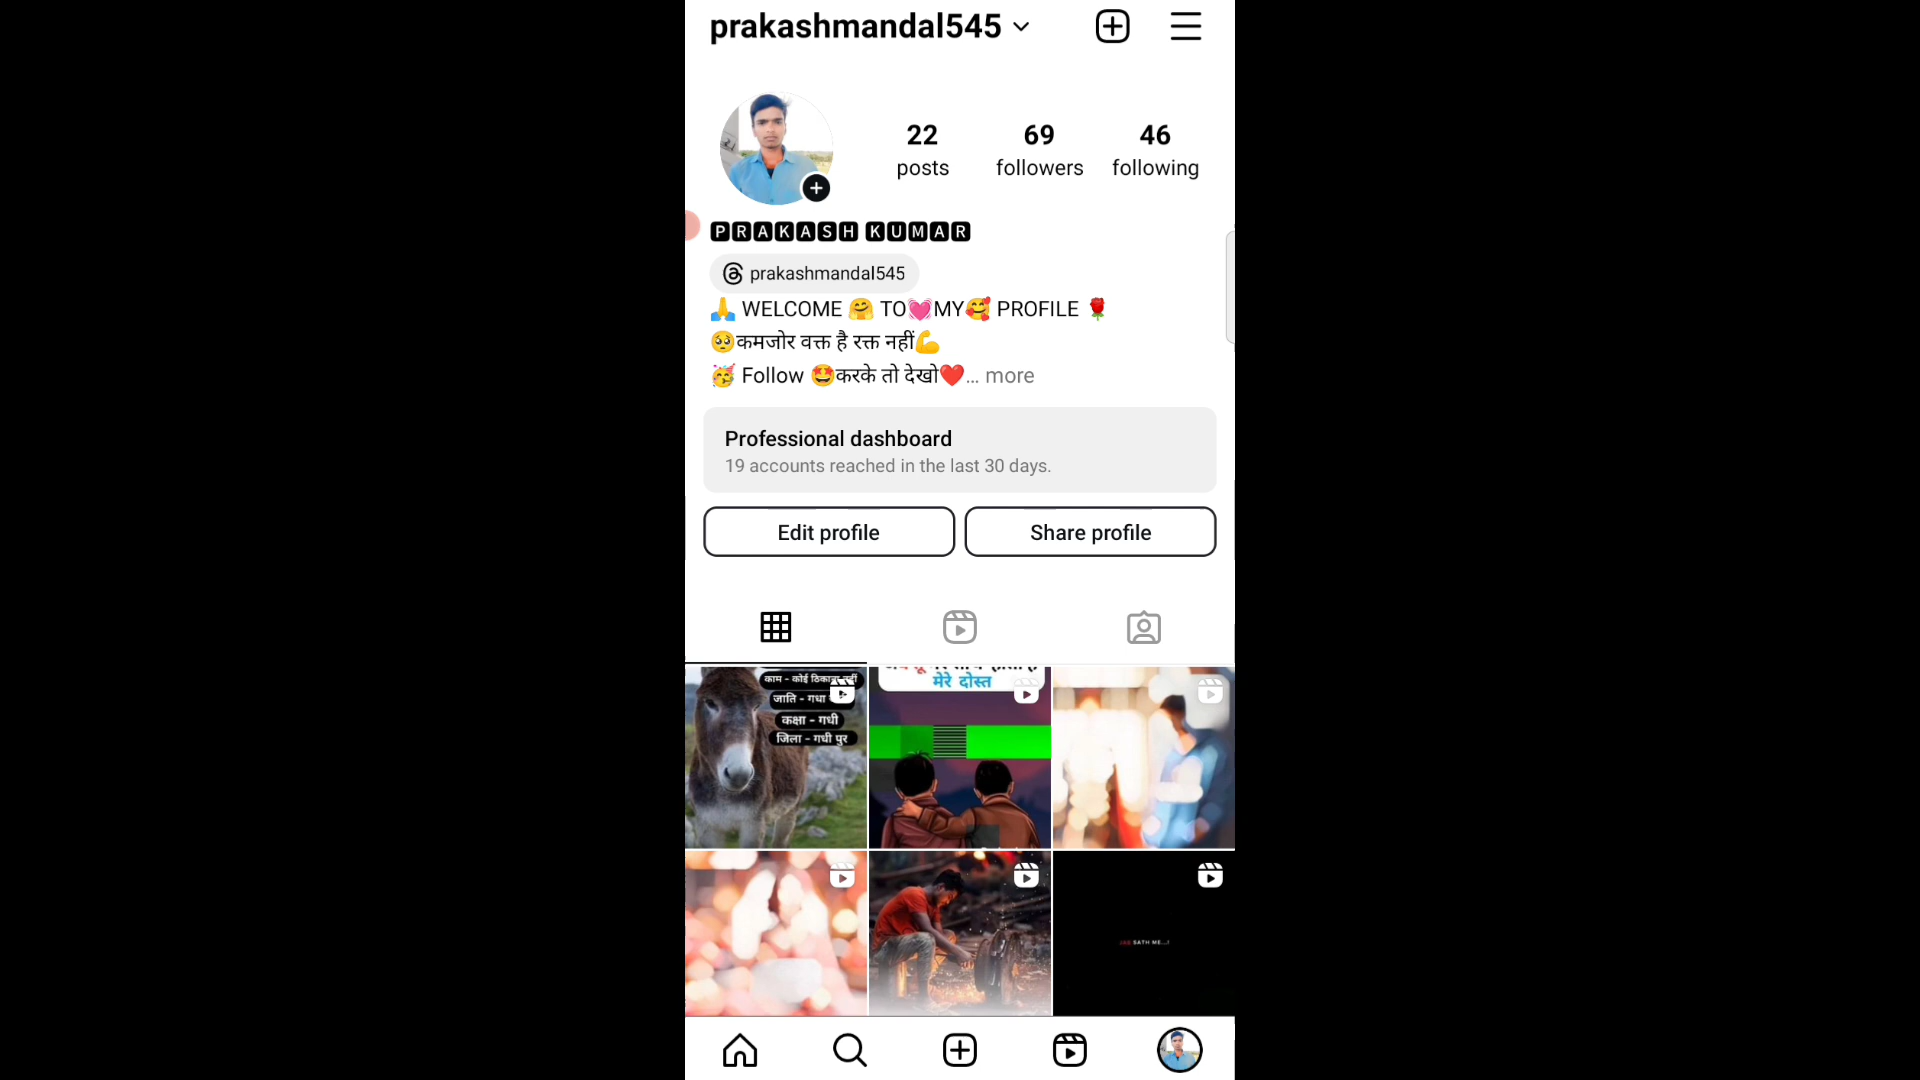 prakashmandal545
22 69 46
posts followers following
🅿🆁🅰🅺🅰🆂🅷 🅺🆄🅼🅰🆁
prakashmandal545
🙏 WELCOME 🤗 TO💓MY🥰 PROFILE 🌹
🥺कमजोर वक्त है रक्त नहीं💪
🥳 Follow 🤩करके तो देखो❤️... more
Professional dashboard
19 accounts reached in the last 30 days.
Edit profile Share profile
काम - कोई ठिकाना नहीं
जाति - गधा
कक्षा - गधी
जिला - गधी पुर
मेरे दोस्त
SATH ME...!